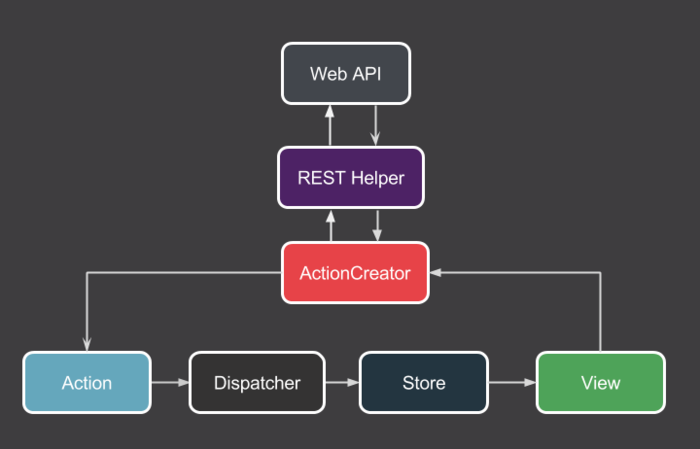 Web API
REST Helper
ActionCreator
Action
Dispatcher
Store
View